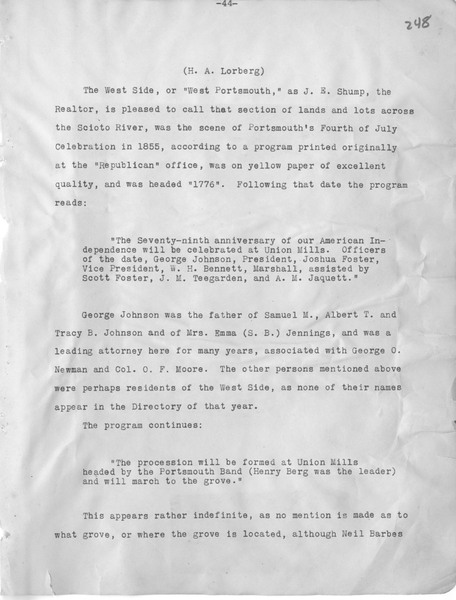 -44-
248
(H. A. Lorberg)
The West Side, or "West Portsmouth," as J. E. Shump, the
Realtor, is pleased to call that section of lands and lots across
the Scioto River, was the scene of Portsmouth's Fourth of July
Celebration in 1855, according to a program printed originally
at the "Republican" office, was on yellow paper of excellent
quality, and was headed "1776". Following that date the program
reads:
"The Seventy-ninth anniversary of our American In-
dependence will be celebrated at Union Mills. Officers
of the date, George Johnson, President, Joshua Foster,
Vice President, W. H. Bennett, Marshall, assisted by
Scott Foster, J. M. Teegarden, and A. M. Jaquett."
George Johnson was the father of Samuel M., Albert T. and
Tracy B. Johnson and of Mrs. Emma (S. B.) Jennings, and was a
leading attorney here for many years, associated with George O.
Newman and Col. O. F. Moore. The other persons mentioned above
were perhaps residents of the West Side, as none of their names
appear in the Directory of that year.
The program continues:
"The procession will be formed at Union Mills
headed by the Portsmouth Band (Henry Berg was the leader)
and will march to the grove."
This appears rather indefinite, as no mention is made as to
what grove, or where the grove is located, although Neil Barbes